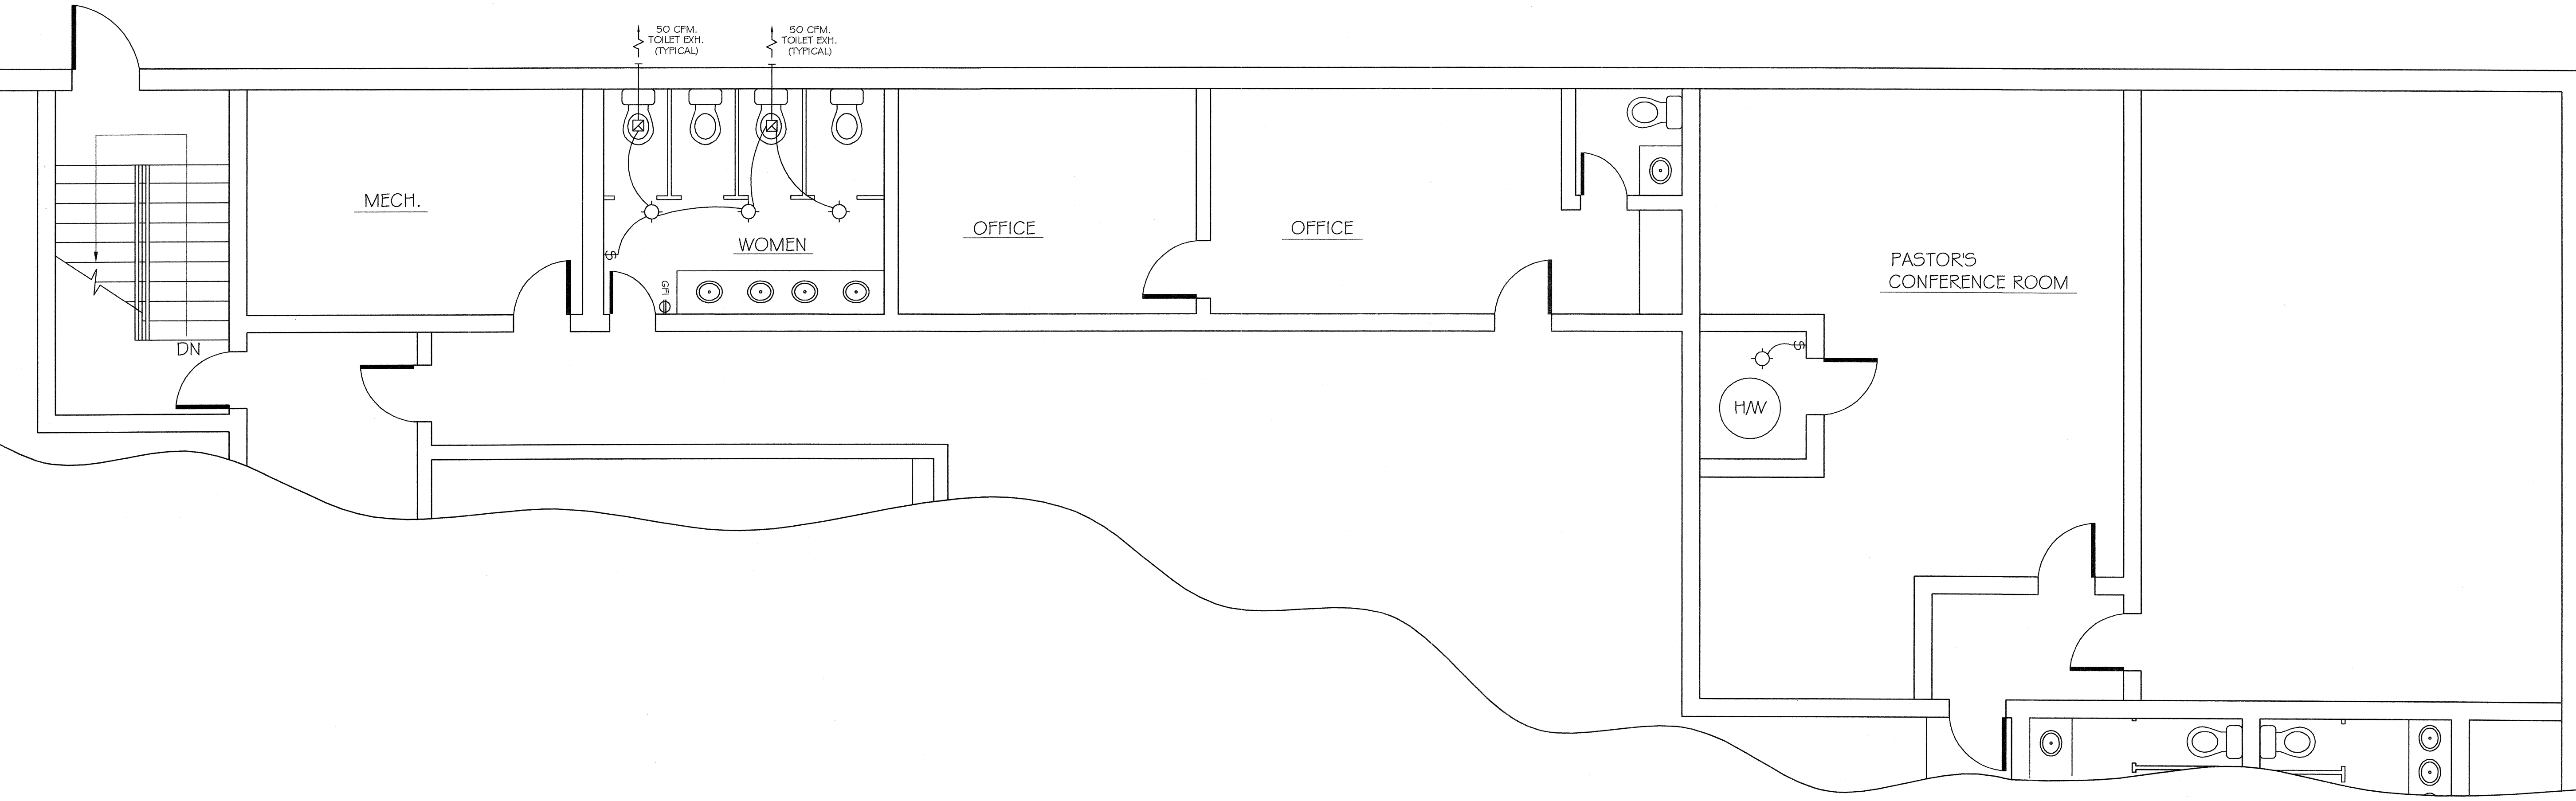 50 CFM.
TOILET EXH.
(TYPICAL)
50 CFM.
TOILET EXH.
(TYPICAL)
MECH.
WOMEN
OFFICE
OFFICE
PASTOR'S
CONFERENCE ROOM
S
GFI
DN
S
H/W